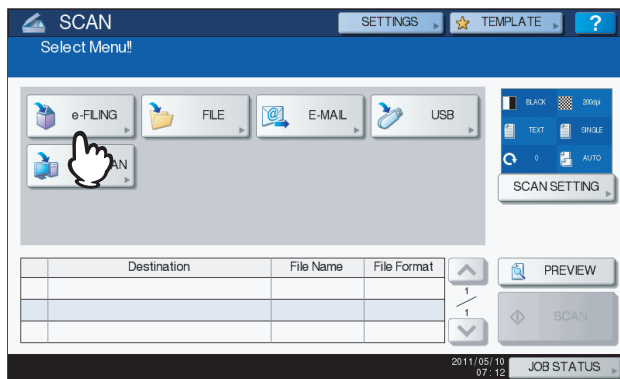 SCAN
SETTINGS
TEMPLATE
?
Select Menu!!
e-FILING
FILE
E-MAIL
USB
AN
BLACK
200dpi
TEXT
SINGLE
0
AUTO
SCAN SETTING
Destination
File Name
File Format
1
1
PREVIEW
SCAN
2011/05/10
07:12
JOB STATUS